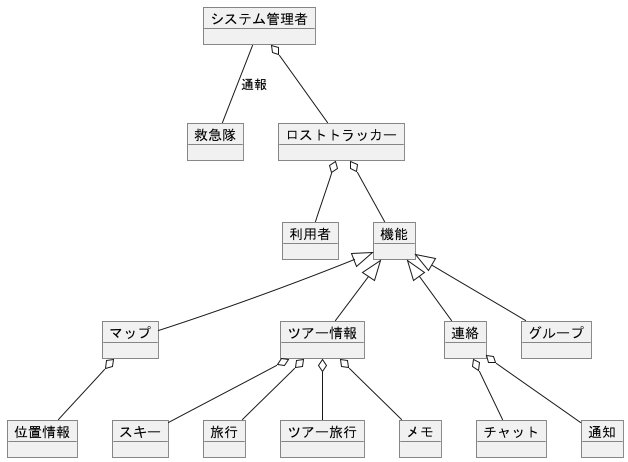 システム管理者
通報
救急隊
ロストトラッカー
利用者
機能
マップ
ツアー情報
連絡
グループ
位置情報
スキー
旅行
ツアー旅行
メモ
チャット
通知